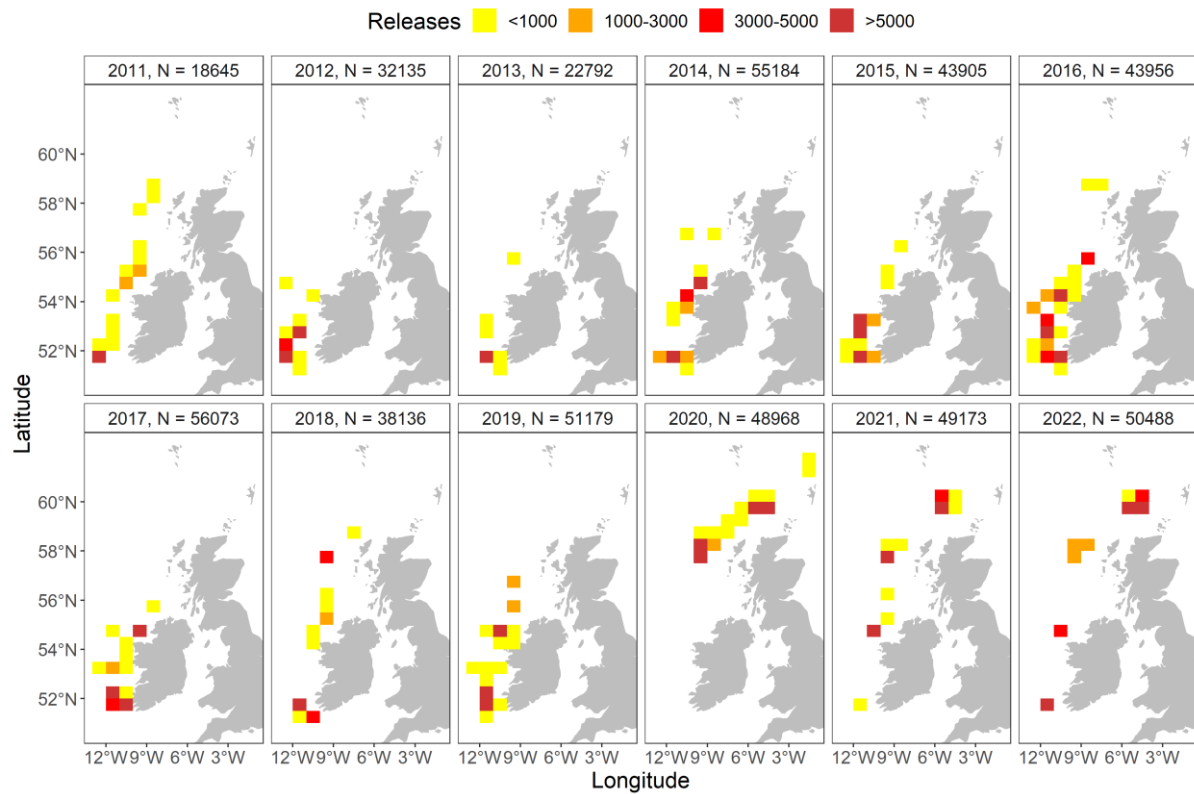 Releases <1000 1000-3000 3000-5000 >5000
2011, N = 18645 2012, N = 32135 2013, N = 22792 2014, N = 55184 2015, N = 43905 2016, N = 43956
60°N
58°N
56°N
54°N
52°N
2017, N = 56073 2018, N = 38136 2019, N = 51179 2020, N = 48968 2021, N = 49173 2022, N = 50488
60°N
58°N
56°N
54°N
52°N
Latitude
12°W 9°W 6°W 3°W 12°W 9°W 6°W 3°W 12°W 9°W 6°W 3°W 12°W 9°W 6°W 3°W 12°W 9°W 6°W 3°W 12°W 9°W 6°W 3°W
Longitude